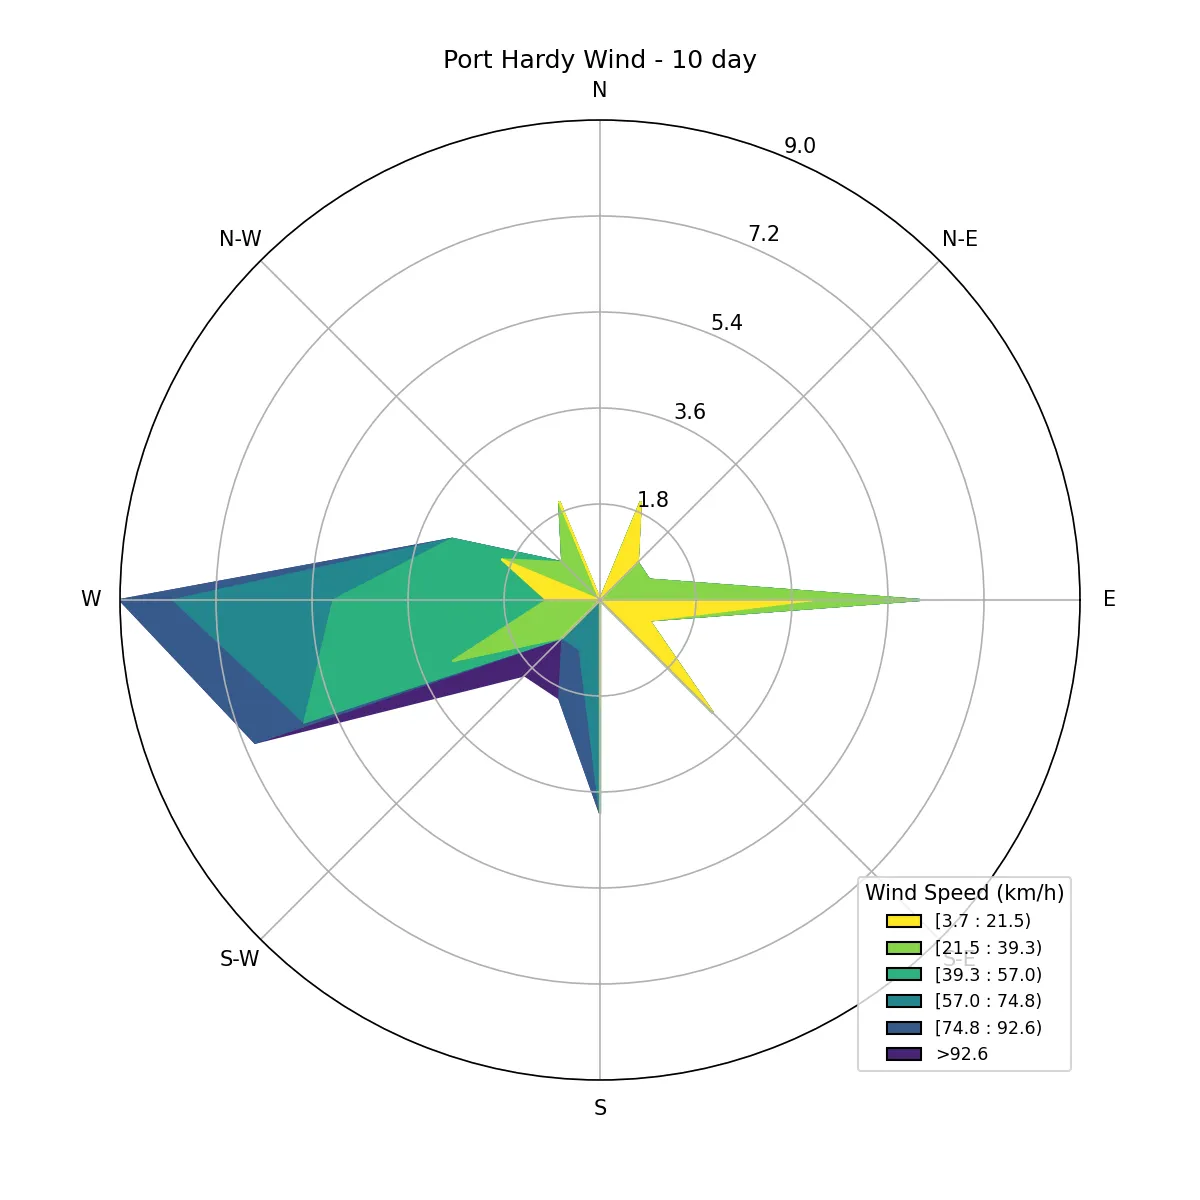 Port Hardy Wind - 10 day
N
9.0
N-W
N-E
7.2
5.4
3.6
1.8
W
E
S-W
S-E
S
Wind Speed (km/h)
[3.7 : 21.5)
[21.5 : 39.3)
[39.3 : 57.0)
[57.0 : 74.8)
[74.8 : 92.6)
>92.6